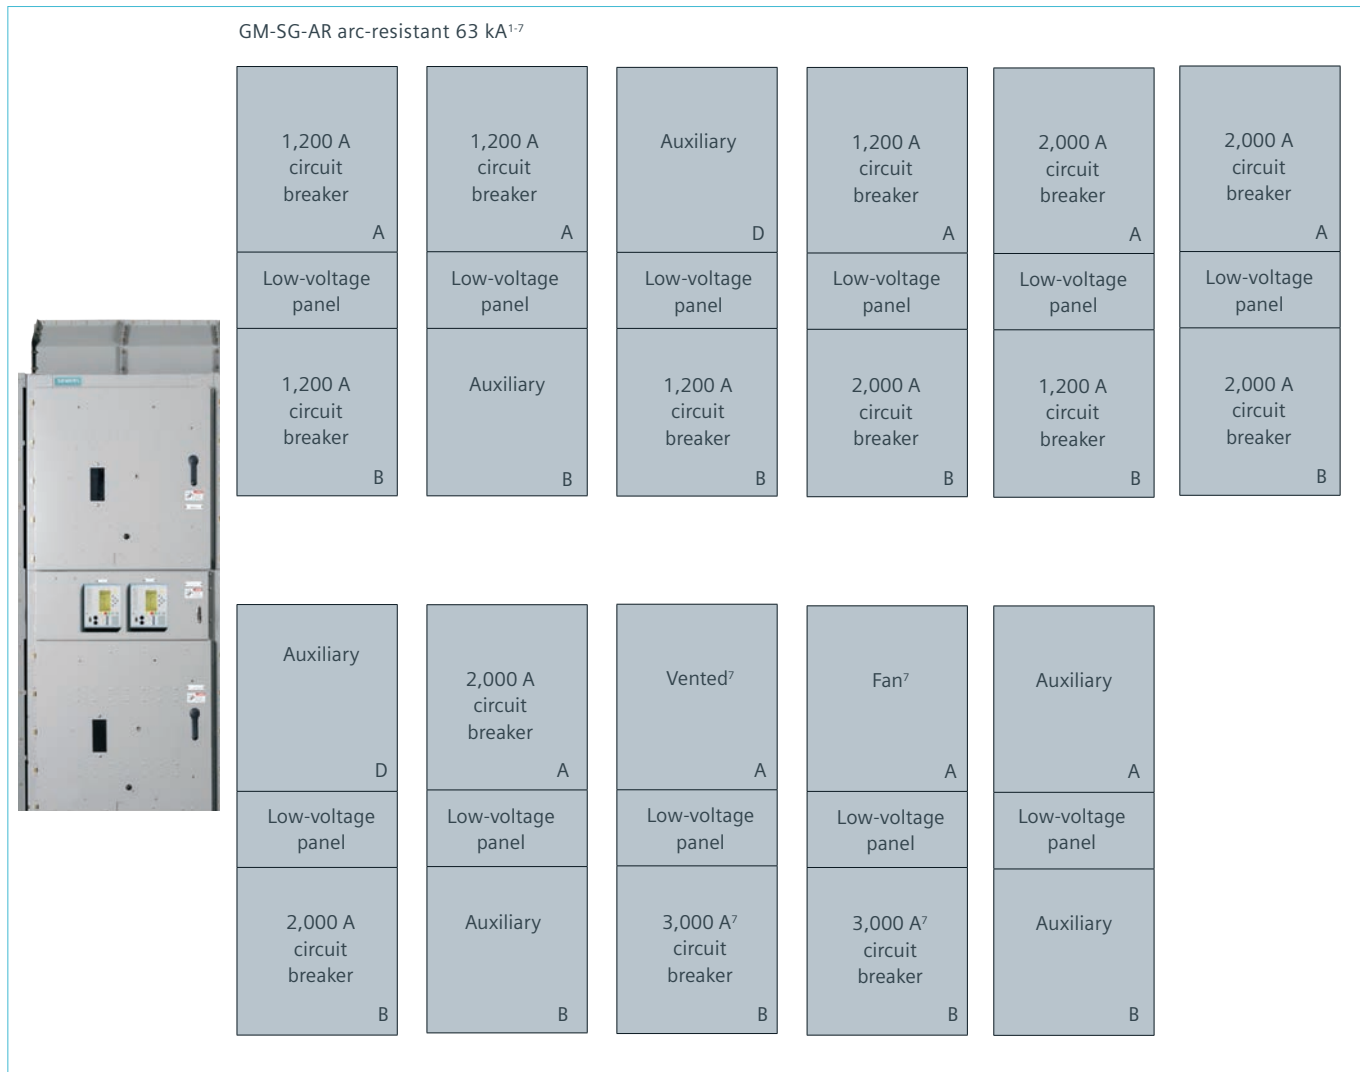 GM-SG-AR arc-resistant 63 kA¹⁻⁷
1,200 A
circuit
breaker
A
Low-voltage
panel
1,200 A
circuit
breaker
B
1,200 A
circuit
breaker
A
Low-voltage
panel
Auxiliary
B
Auxiliary
D
Low-voltage
panel
1,200 A
circuit
breaker
B
1,200 A
circuit
breaker
A
Low-voltage
panel
2,000 A
circuit
breaker
B
2,000 A
circuit
breaker
A
Low-voltage
panel
1,200 A
circuit
breaker
B
2,000 A
circuit
breaker
A
Low-voltage
panel
2,000 A
circuit
breaker
B
SIEMENS
Auxiliary
D
Low-voltage
panel
2,000 A
circuit
breaker
B
2,000 A
circuit
breaker
A
Low-voltage
panel
Auxiliary
B
Vented⁷
A
Low-voltage
panel
3,000 A⁷
circuit
breaker
B
Fan⁷
A
Low-voltage
panel
3,000 A⁷
circuit
breaker
B
Auxiliary
A
Low-voltage
panel
Auxiliary
B